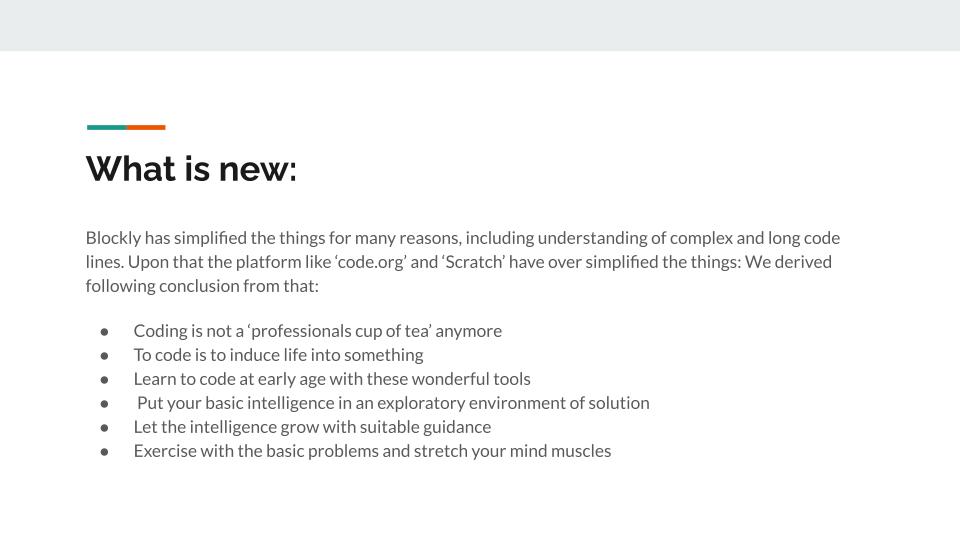 What is new:
Blockly has simplified the things for many reasons, including understanding of complex and long code
lines. Upon that the platform like ‘code.org’ and ‘Scratch’ have over simplified the things: We derived
following conclusion from that:
● Coding is not a ‘professionals cup of tea’ anymore
● To code is to induce life into something
● Learn to code at early age with these wonderful tools
● Put your basic intelligence in an exploratory environment of solution
● Let the intelligence grow with suitable guidance
● Exercise with the basic problems and stretch your mind muscles